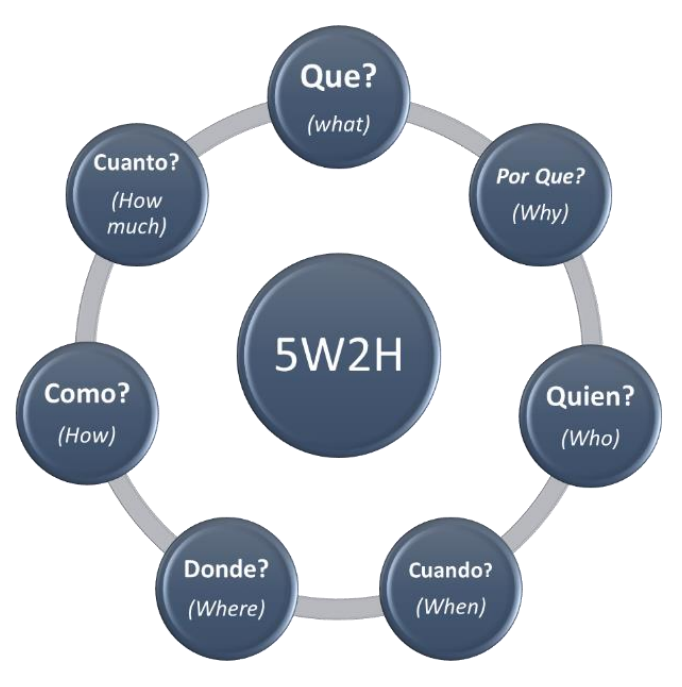 Que?
(what)
Por Que?
(Why)
Quien?
(Who)
Cuando?
(When)
Donde?
(Where)
Como?
(How)
Cuanto?
(How
much)
5W2H